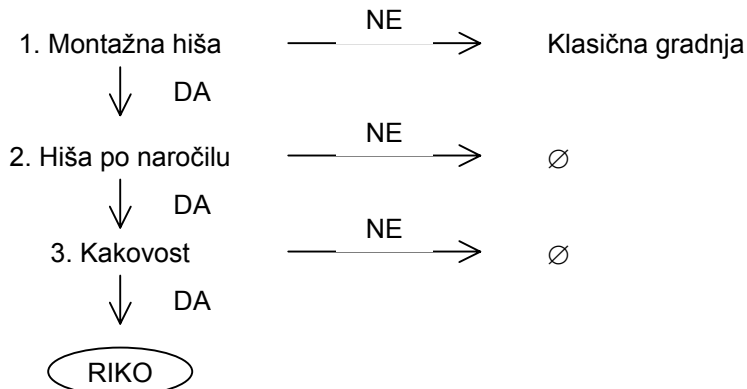 NE
1. Montažna hiša Klasična gradnja
DA
NE
2. Hiša po naročilu ∅
DA
NE
3. Kakovost ∅
DA
RIKO